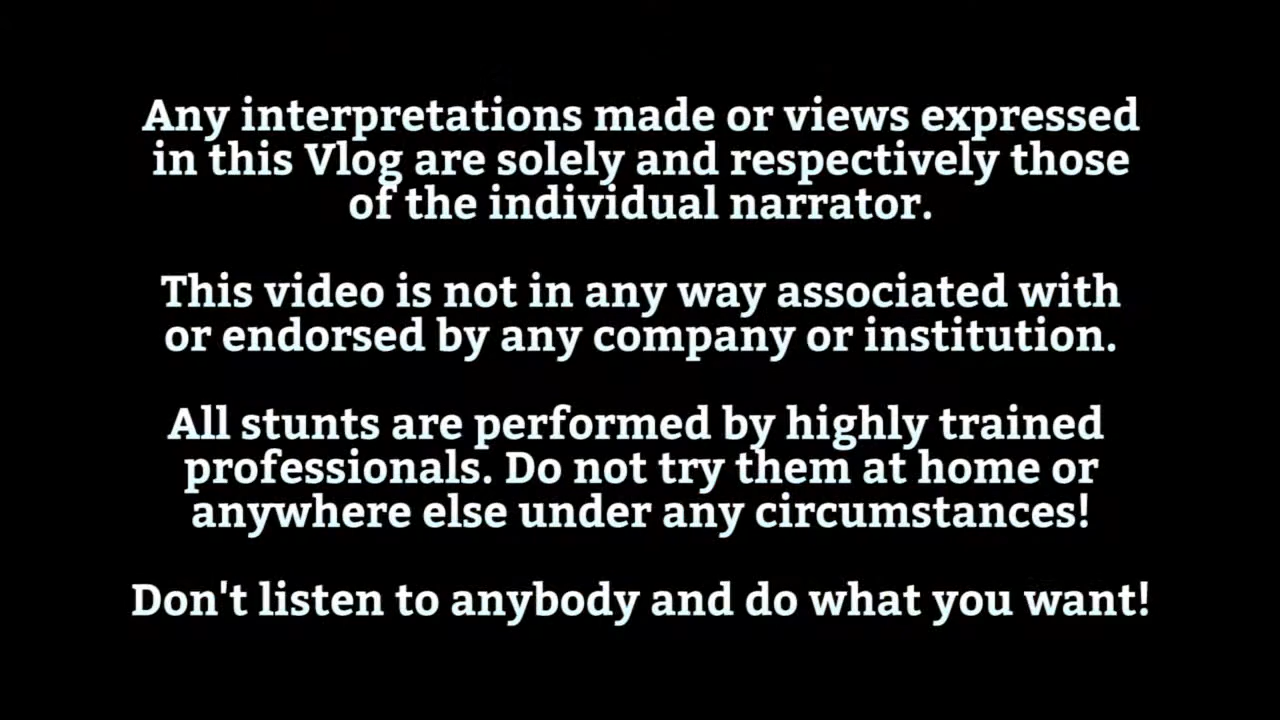 Any interpretations made or views expressed
in this Vlog are solely and respectively those
of the individual narrator.
This video is not in any way associated with
or endorsed by any company or institution.
All stunts are performed by highly trained
professionals. Do not try them at home or
anywhere else under any circumstances!
Don't listen to anybody and do what you want!